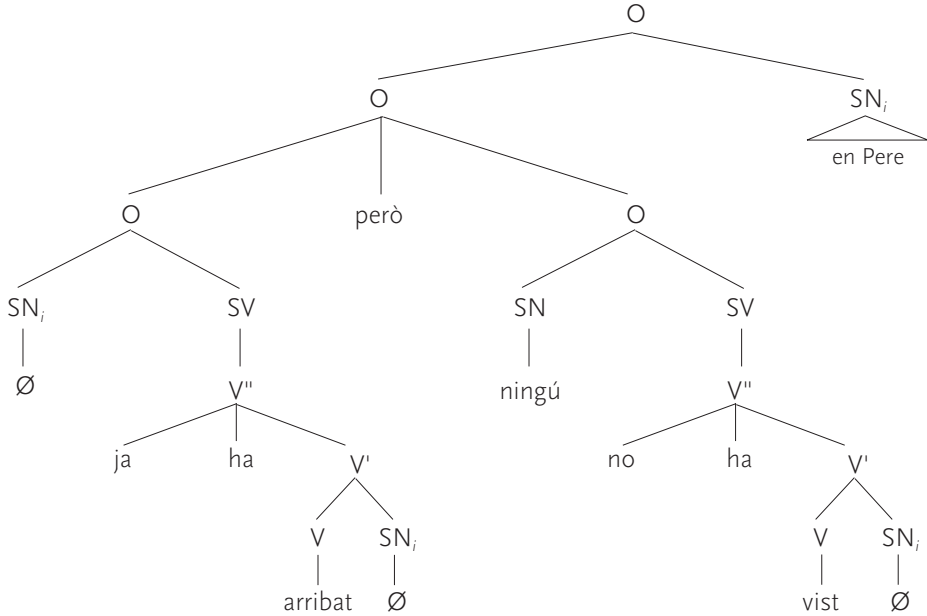 O
O SNᵢ
en Pere
O però O
SNᵢ SV SN SV
Ø V" ningú V"
ja ha V' no ha V'
V SNᵢ V SNᵢ
arribat Ø vist Ø